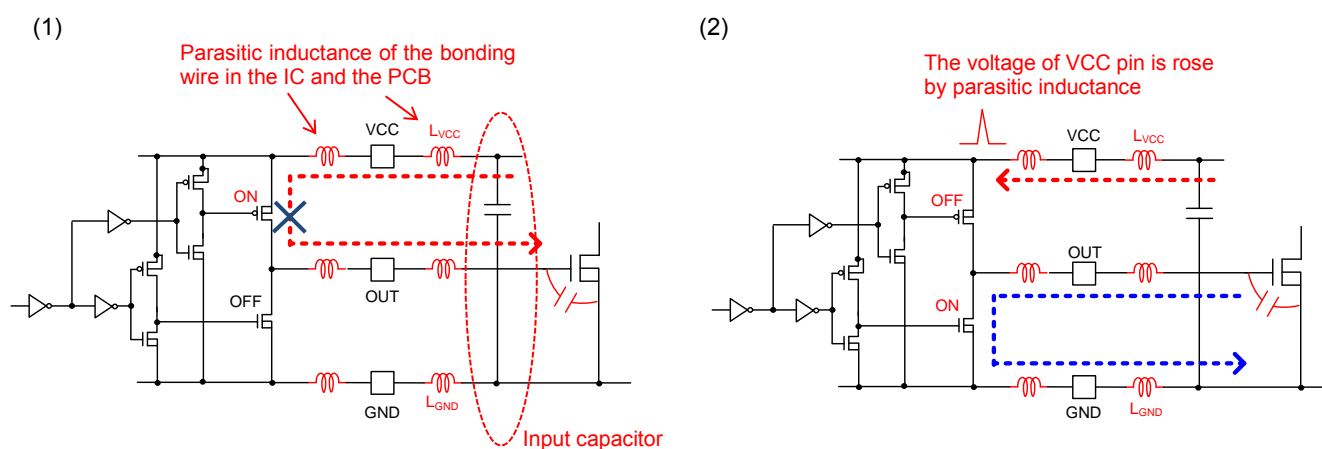 (1)
Parasitic inductance of the bonding
wire in the IC and the PCB
VCC
LVCC
ON
OFF
OUT
GND
LGND
Input capacitor
(2)
The voltage of VCC pin is rose
by parasitic inductance
VCC
LVCC
OFF
OUT
ON
GND
LGND